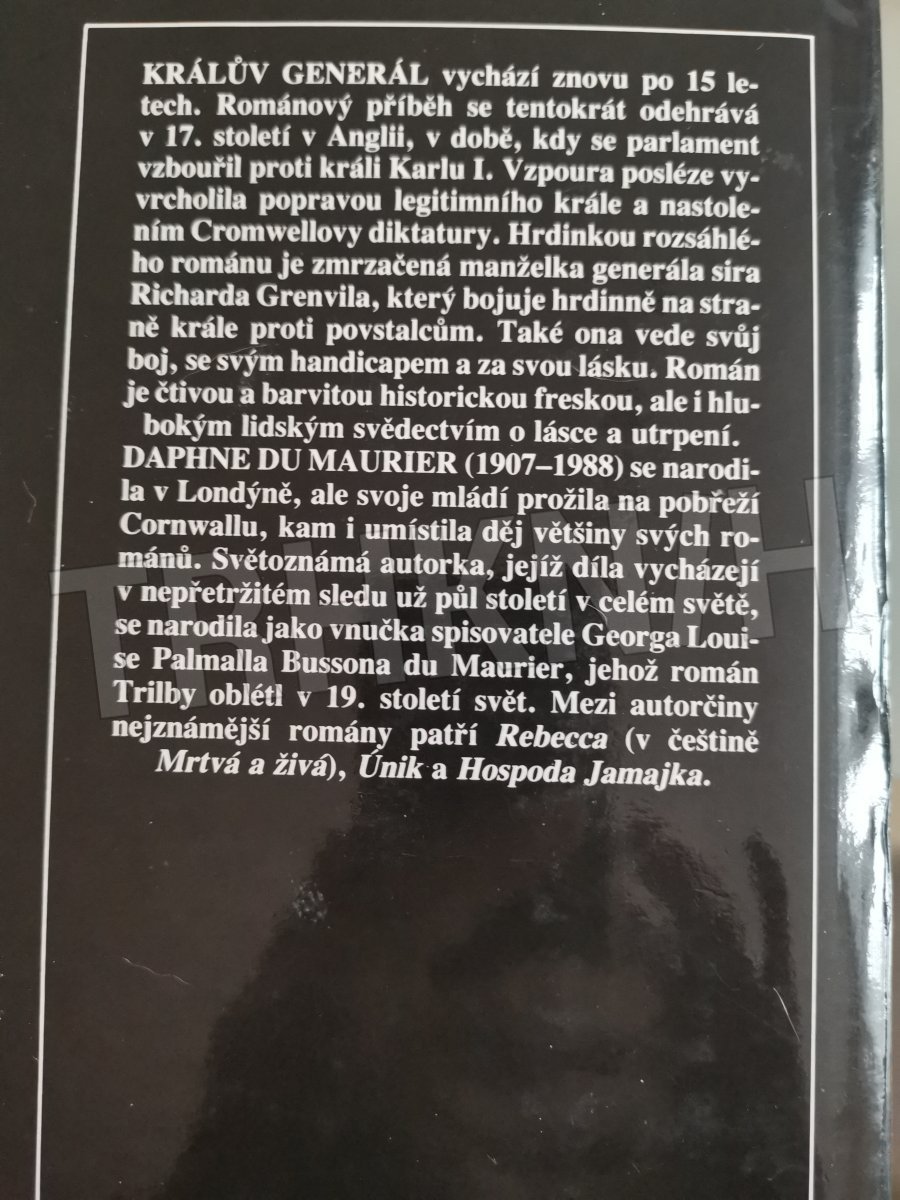 KRÁLŮV GENERÁL vychází znovu po 15 le-
tech. Románový příběh se tentokrát odehrává
v 17. století v Anglii, v době, kdy se parlament
vzbouřil proti králi Karlu I. Vzpoura posléze vy-
vrcholila popravou legitimního krále a nastole-
ním Cromwellovy diktatury. Hrdinkou rozsáhlé-
ho románu je zmrzačená manželka generála sira
Richarda Grenvila, který bojuje hrdinně na stra-
ně krále proti povstalcům. Také ona vede svůj
boj, se svým handicapem a za svou lásku. Román
je čtivou a barvitou historickou freskou, ale i hlu-
bokým lidským svědectvím o lásce a utrpení.
DAPHNE DU MAURIER (1907–1988) se narodi-
la v Londýně, ale svoje mládí prožila na pobřeží
Cornwallu, kam i umístila děj většiny svých ro-
mánů. Světoznámá autorka, jejíž díla vycházejí
v nepřetržitém sledu už půl století v celém světě,
se narodila jako vnučka spisovatele Georga Loui-
se Palmalla Bussona du Maurier, jehož román
Trilby oblétl v 19. století svět. Mezi autorčiny
nejznámější romány patří Rebecca (v češtině
Mrtvá a živá), Únik a Hospoda Jamajka.
TRHKNIH